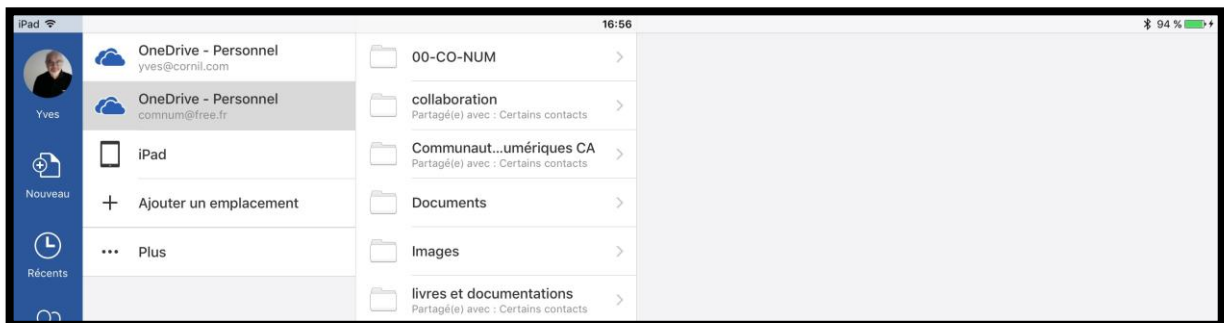 iPad 16:56 94 %
Yves
Nouveau
Récents
OneDrive - Personnel
yves@cornil.com
OneDrive - Personnel
comnum@free.fr
iPad
Ajouter un emplacement
Plus
00-CO-NUM
collaboration
Partagé(e) avec : Certains contacts
Communaut...umériques CA
Partagé(e) avec : Certains contacts
Documents
Images
livres et documentations
Partagé(e) avec : Certains contacts